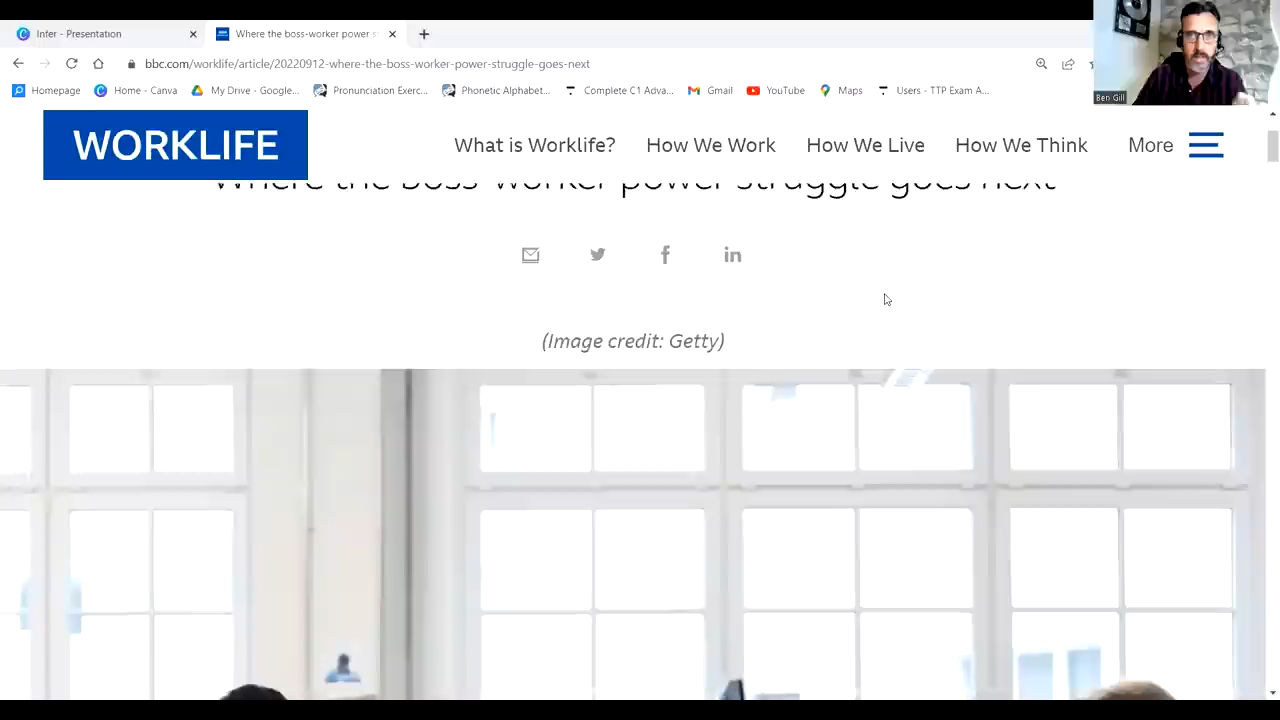 Infer - Presentation
Where the boss-worker power s
bbc.com/worklife/article/20220912-where-the-boss-worker-power-struggle-goes-next
Homepage Home - Canva My Drive - Google... Pronunciation Exerc... Phonetic Alphabet... Complete C1 Adva... Gmail YouTube Maps Users - TTP Exam A...
Ben Gill
WORKLIFE What is Worklife? How We Work How We Live How We Think More
Where the boss-worker power struggle goes next
in
(Image credit: Getty)